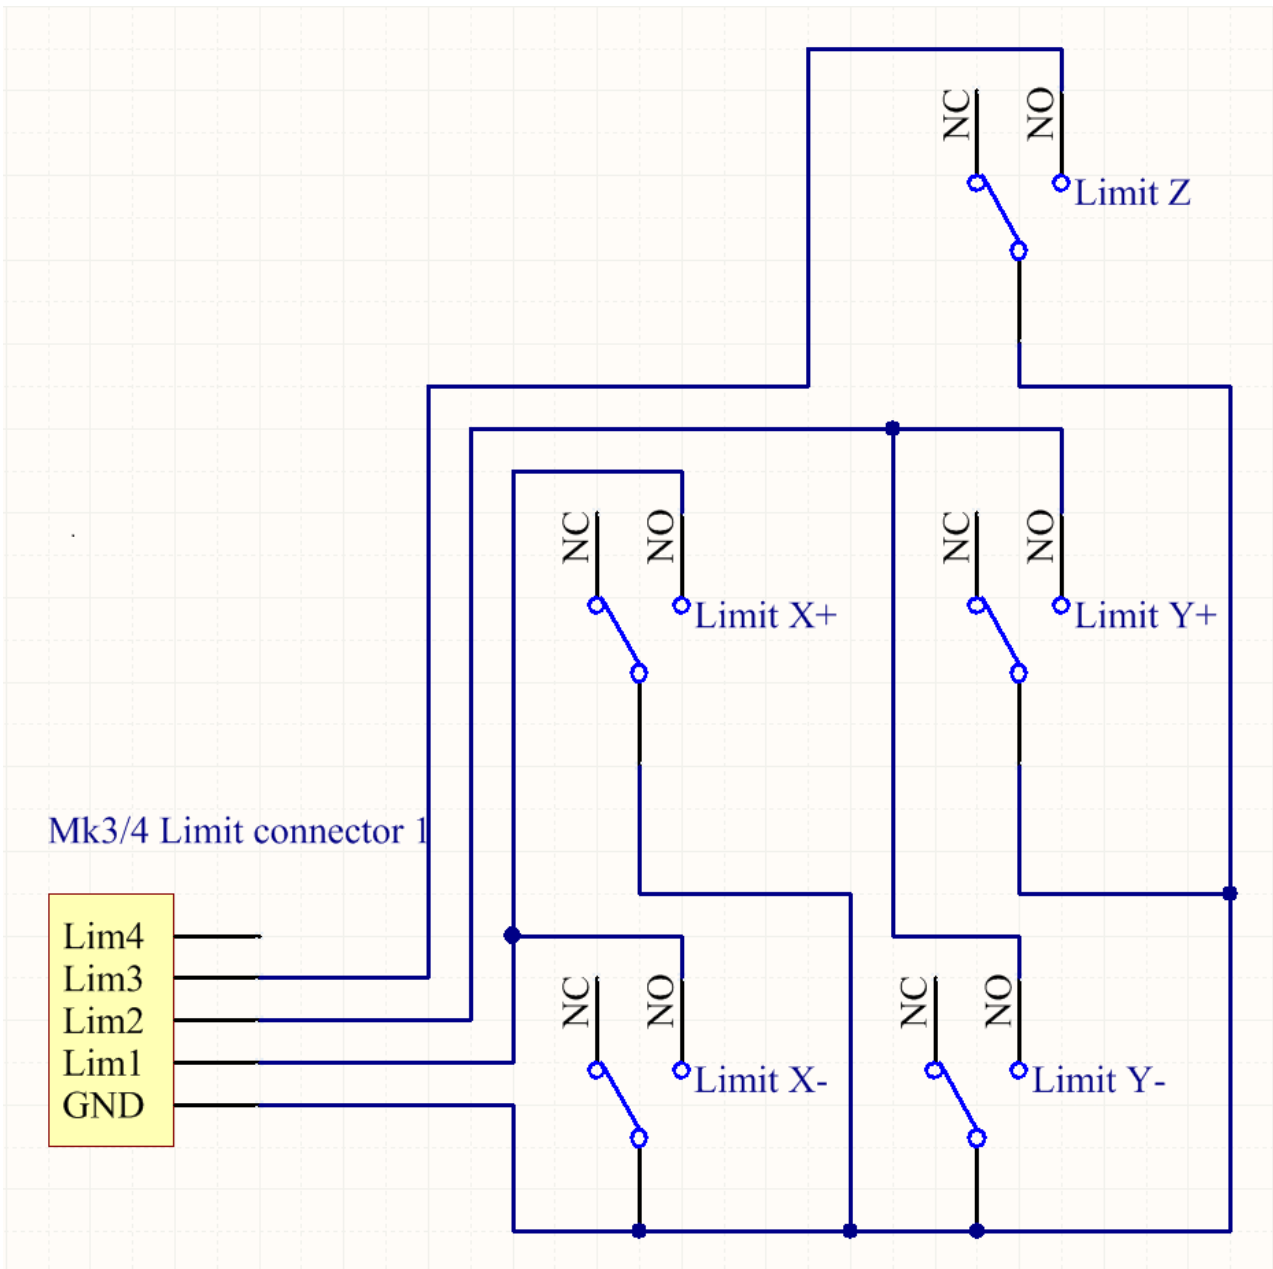 NC NO
Limit Z
NC NO
Limit X+
NC NO
Limit Y+
Mk3/4 Limit connector 1
Lim4
Lim3
Lim2
Lim1
GND
NC NO
Limit X-
NC NO
Limit Y-